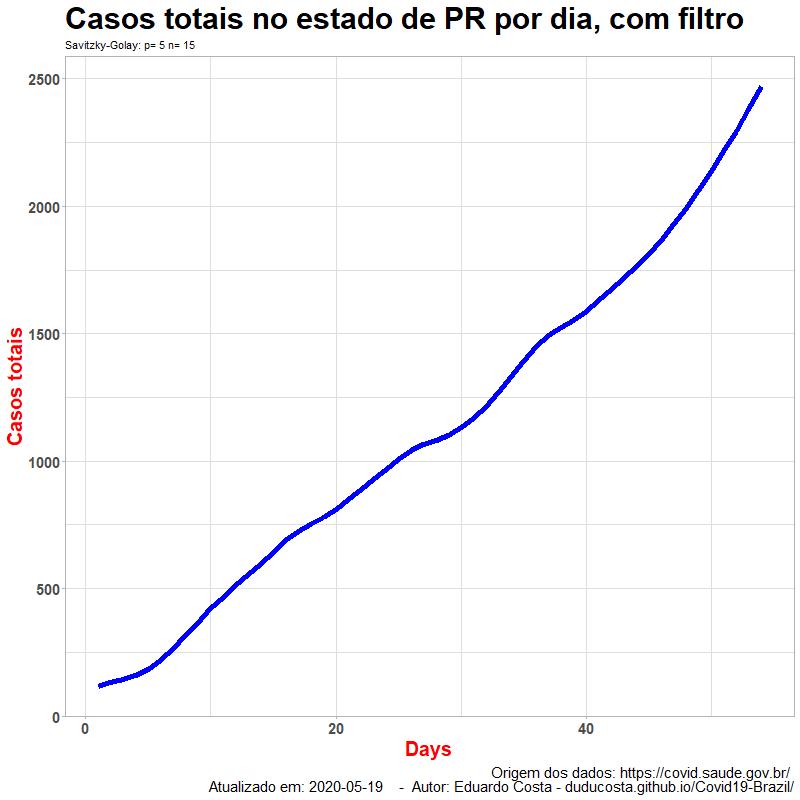 Casos totais no estado de PR por dia, com filtro
Savitzky-Golay: p= 5 n= 15
2500
2000
1500
1000
500
0
Casos totais
0 20 40
Days
Origem dos dados: https://covid.saude.gov.br/
Atualizado em: 2020-05-19 - Autor: Eduardo Costa - duducosta.github.io/Covid19-Brazil/